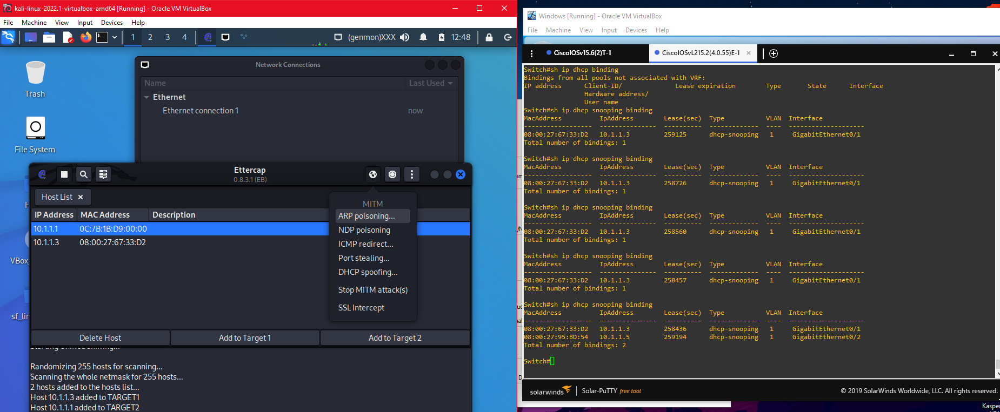 kali-linux-2022.1-virtualbox-amd64 [Running] - Oracle VM VirtualBox
File Machine View Input Devices Help
1 2 3 4 (genmon)XXX 12:48
Trash
File System
Network Connections
Name Last Used
Ethernet
Ethernet connection 1 now
Ettercap
0.8.3.1 (EB)
Host List
IP Address MAC Address Description
10.1.1.1 0C:7B:1B:D9:00:00
10.1.1.3 08:00:27:67:33:D2
MITM
ARP poisoning...
NDP poisoning
ICMP redirect...
Port stealing...
DHCP spoofing...
Stop MITM attack(s)
SSL Intercept
Delete Host Add to Target 1 Add to Target 2
Randomizing 255 hosts for scanning...
Scanning the whole netmask for 255 hosts...
2 hosts added to the hosts list...
Host 10.1.1.3 added to TARGET1
Host 10.1.1.1 added to TARGET2
Windows [Running] - Oracle VM VirtualBox
File Machine View Input Devices Help
CiscoIOSv15.6(2)T-1 CiscoIOSvL215.2(4.0.55)E-1
Switch#sh ip dhcp binding
Bindings from all pools not associated with VRF:
IP address Client-ID/ Lease expiration Type State Interface
Hardware address/
User name
Switch#sh ip dhcp snooping binding
MacAddress IpAddress Lease(sec) Type VLAN Interface
------------------ --------------- ---------- ------------- ---- --------------------
08:00:27:67:33:D2 10.1.1.3 259125 dhcp-snooping 1 GigabitEthernet0/1
Total number of bindings: 1
Switch#sh ip dhcp snooping binding
MacAddress IpAddress Lease(sec) Type VLAN Interface
------------------ --------------- ---------- ------------- ---- --------------------
08:00:27:67:33:D2 10.1.1.3 258726 dhcp-snooping 1 GigabitEthernet0/1
Total number of bindings: 1
Switch#sh ip dhcp snooping binding
MacAddress IpAddress Lease(sec) Type VLAN Interface
------------------ --------------- ---------- ------------- ---- --------------------
08:00:27:67:33:D2 10.1.1.3 258560 dhcp-snooping 1 GigabitEthernet0/1
Total number of bindings: 1
Switch#sh ip dhcp snooping binding
MacAddress IpAddress Lease(sec) Type VLAN Interface
------------------ --------------- ---------- ------------- ---- --------------------
08:00:27:67:33:D2 10.1.1.3 258457 dhcp-snooping 1 GigabitEthernet0/1
Total number of bindings: 1
Switch#sh ip dhcp snooping binding
MacAddress IpAddress Lease(sec) Type VLAN Interface
------------------ --------------- ---------- ------------- ---- --------------------
08:00:27:67:33:D2 10.1.1.3 258436 dhcp-snooping 1 GigabitEthernet0/1
08:00:27:95:BD:54 10.1.1.5 259194 dhcp-snooping 1 GigabitEthernet0/2
Total number of bindings: 2
Switch#
solarwinds Solar-PuTTY free tool © 2019 SolarWinds Worldwide, LLC. All rights reserved.